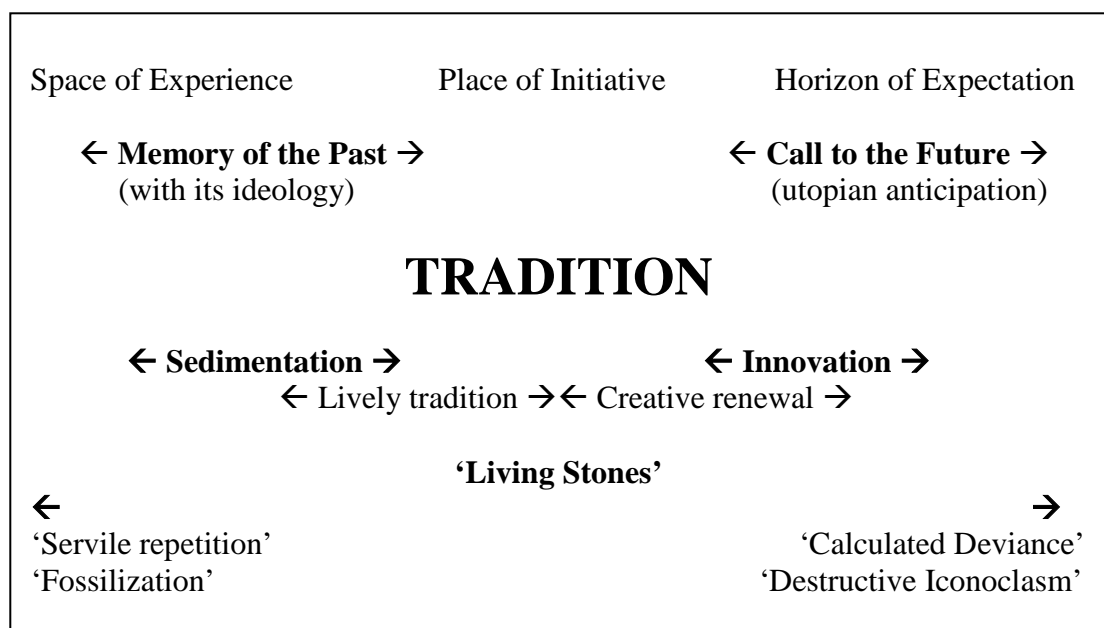 Space of Experience Place of Initiative Horizon of Expectation
← Memory of the Past → ← Call to the Future →
(with its ideology) (utopian anticipation)
TRADITION
← Sedimentation → ← Innovation →
← Lively tradition →← Creative renewal →
‘Living Stones’
← →
‘Servile repetition’ ‘Calculated Deviance’
‘Fossilization’ ‘Destructive Iconoclasm’